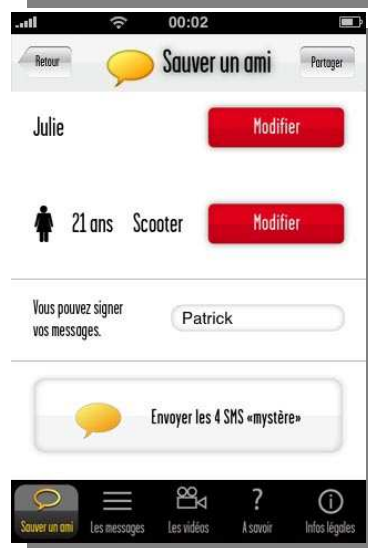 00:02
Retour
Sauver un ami
Partager
Julie
Modifier
21 ans Scooter
Modifier
Vous pouvez signer
vos messages.
Patrick
Envoyer les 4 SMS «mystère»
Sauver un ami
Les messages
Les vidéos
? A savoir
Infos légales